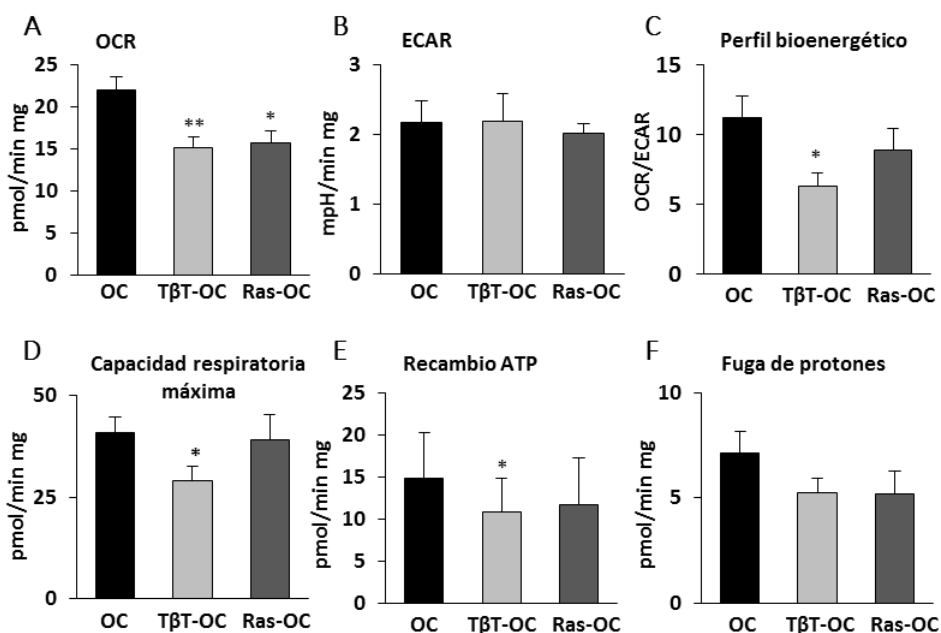 A
OCR
25
20
15
10
5
0
pmol/min mg
**
*
OC TβT-OC Ras-OC
B
ECAR
3
2
1
0
mpH/min mg
OC TβT-OC Ras-OC
C
Perfil bioenergético
15
10
5
0
OCR/ECAR
*
OC TβT-OC Ras-OC
D
Capacidad respiratoria
máxima
50
25
0
pmol/min mg
*
OC TβT-OC Ras-OC
E
Recambio ATP
25
20
15
10
5
0
pmol/min mg
*
OC TβT-OC Ras-OC
F
Fuga de protones
10
5
0
pmol/min mg
OC TβT-OC Ras-OC